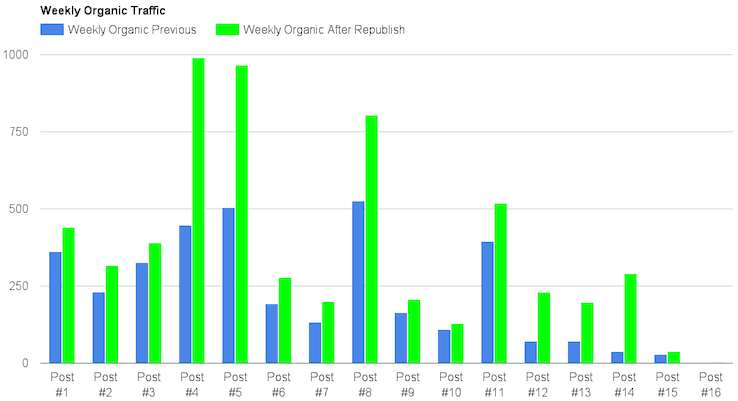 Weekly Organic Traffic
Weekly Organic Previous Weekly Organic After Republish
1000
750
500
250
0
Post Post Post Post Post Post Post Post Post Post Post Post Post Post Post Post
#1 #2 #3 #4 #5 #6 #7 #8 #9 #10 #11 #12 #13 #14 #15 #16